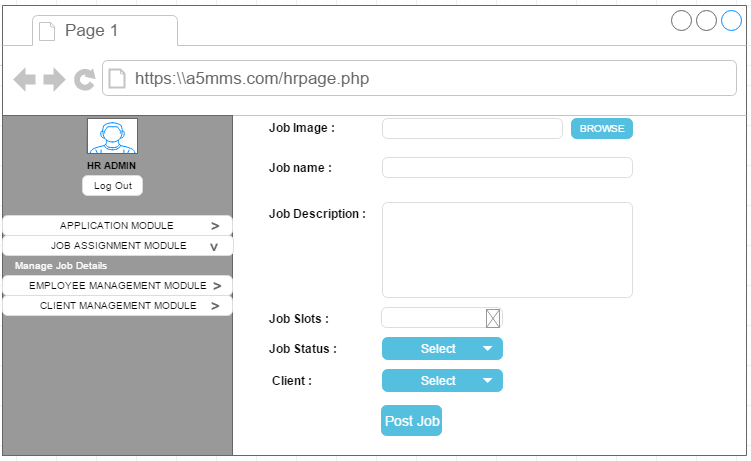 Page 1
https:\\a5mms.com/hrpage.php
HR ADMIN
Log Out
APPLICATION MODULE >
JOB ASSIGNMENT MODULE v
Manage Job Details
EMPLOYEE MANAGEMENT MODULE >
CLIENT MANAGEMENT MODULE >
Job Image : BROWSE
Job name :
Job Description :
Job Slots :
Job Status : Select
Client : Select
Post Job